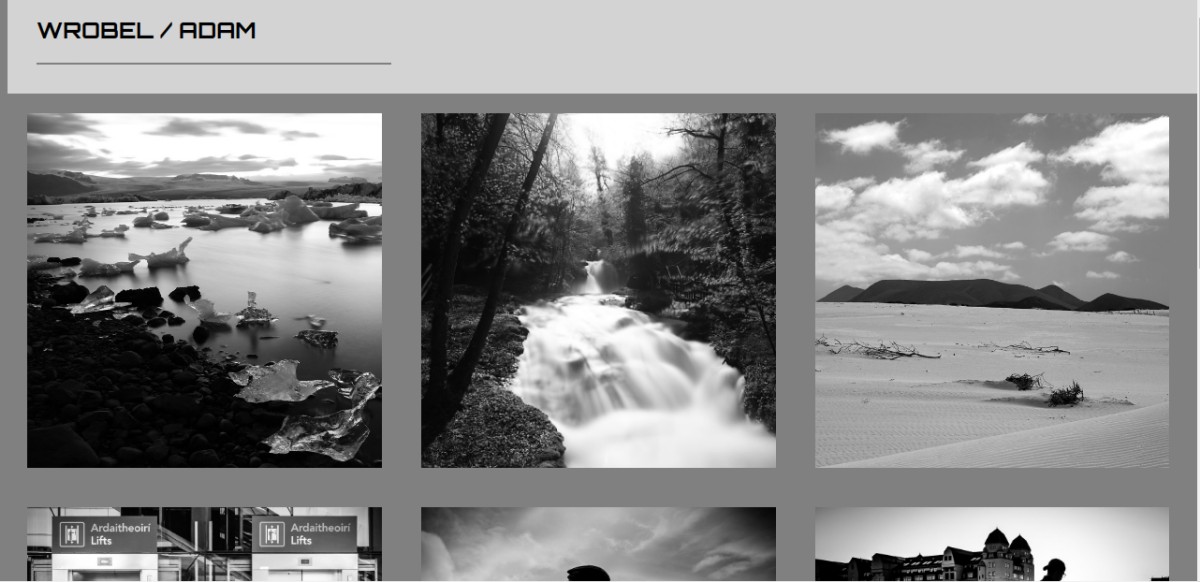 WROBEL / ADAM
Ardaitheoirí
Lifts
Ardaitheoirí
Lifts